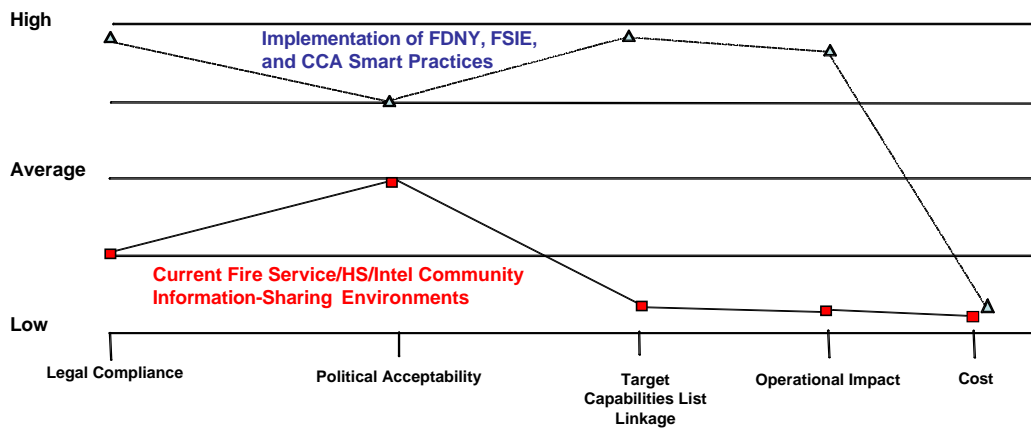 High
Implementation of FDNY, FSIE,
and CCA Smart Practices
Average
Current Fire Service/HS/Intel Community
Information-Sharing Environments
Low
Legal Compliance
Political Acceptability
Target
Capabilities List
Linkage
Operational Impact
Cost